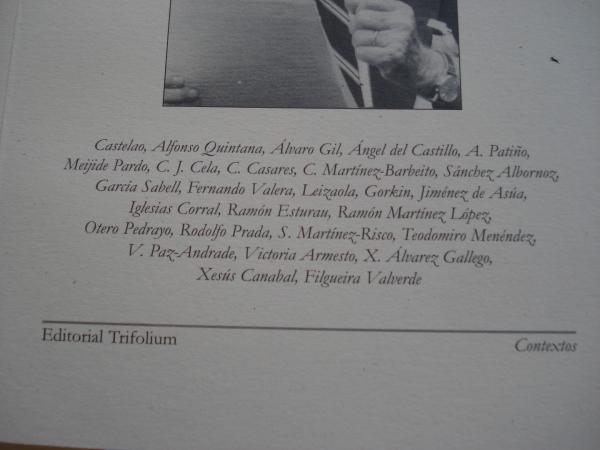 Castelao, Alfonso Quintana, Álvaro Gil, Ángel del Castillo, A. Patiño,
Meijide Pardo, C. J. Cela, C. Casares, C. Martínez-Barbeito, Sánchez Albornoz,
García Sabell, Fernando Valera, Leizaola, Gorkin, Jiménez de Asúa,
Iglesias Corral, Ramón Esturau, Ramón Martínez López,
Otero Pedrayo, Rodolfo Prada, S. Martínez-Risco, Teodomiro Menéndez,
V. Paz-Andrade, Victoria Armesto, X. Álvarez Gallego,
Xesús Canabal, Filgueira Valverde
Editorial Trifolium
Contextos